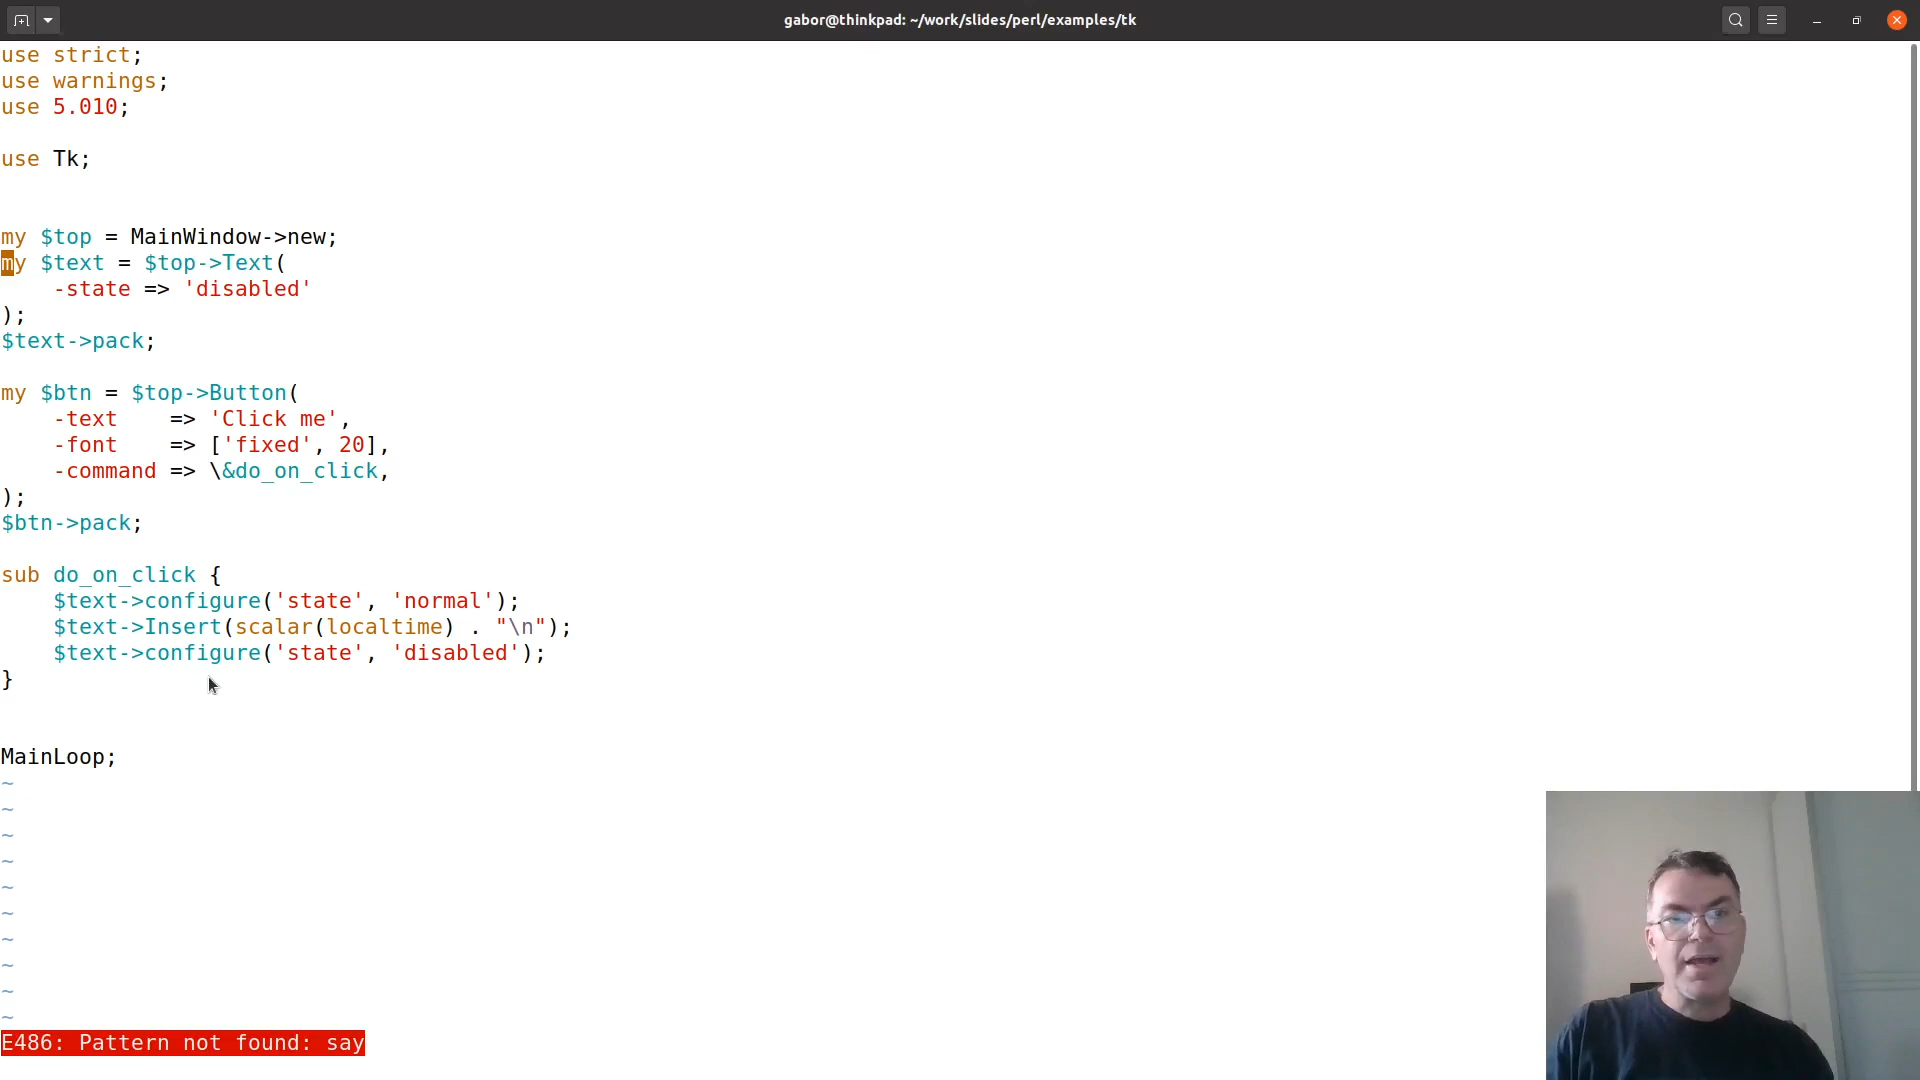 gabor@thinkpad: ~/work/slides/perl/examples/tk
use strict;
use warnings;
use 5.010;
use Tk;
my $top = MainWindow->new;
my $text = $top->Text(
    -state => 'disabled'
);
$text->pack;
my $btn = $top->Button(
    -text    => 'Click me',
    -font    => ['fixed', 20],
    -command => \&do_on_click,
);
$btn->pack;
sub do_on_click {
    $text->configure('state', 'normal');
    $text->Insert(scalar(localtime) . "\n");
    $text->configure('state', 'disabled');
}
MainLoop;
~
~
~
~
~
~
~
~
~
~
E486: Pattern not found: say